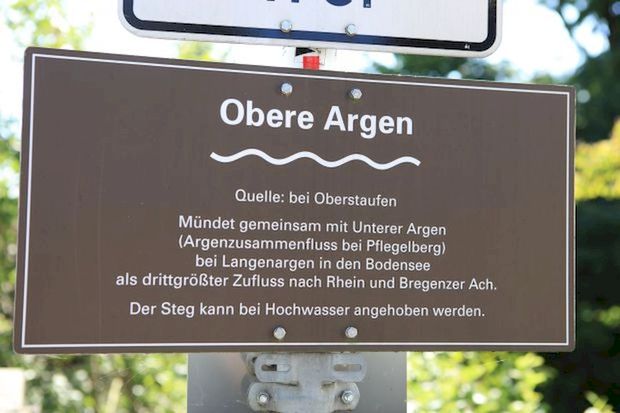 Obere Argen
Quelle: bei Oberstaufen
Mündet gemeinsam mit Unterer Argen
(Argenzusammenfluss bei Pflegelberg)
bei Langenargen in den Bodensee
als drittgrößter Zufluss nach Rhein und Bregenzer Ach.
Der Steg kann bei Hochwasser angehoben werden.